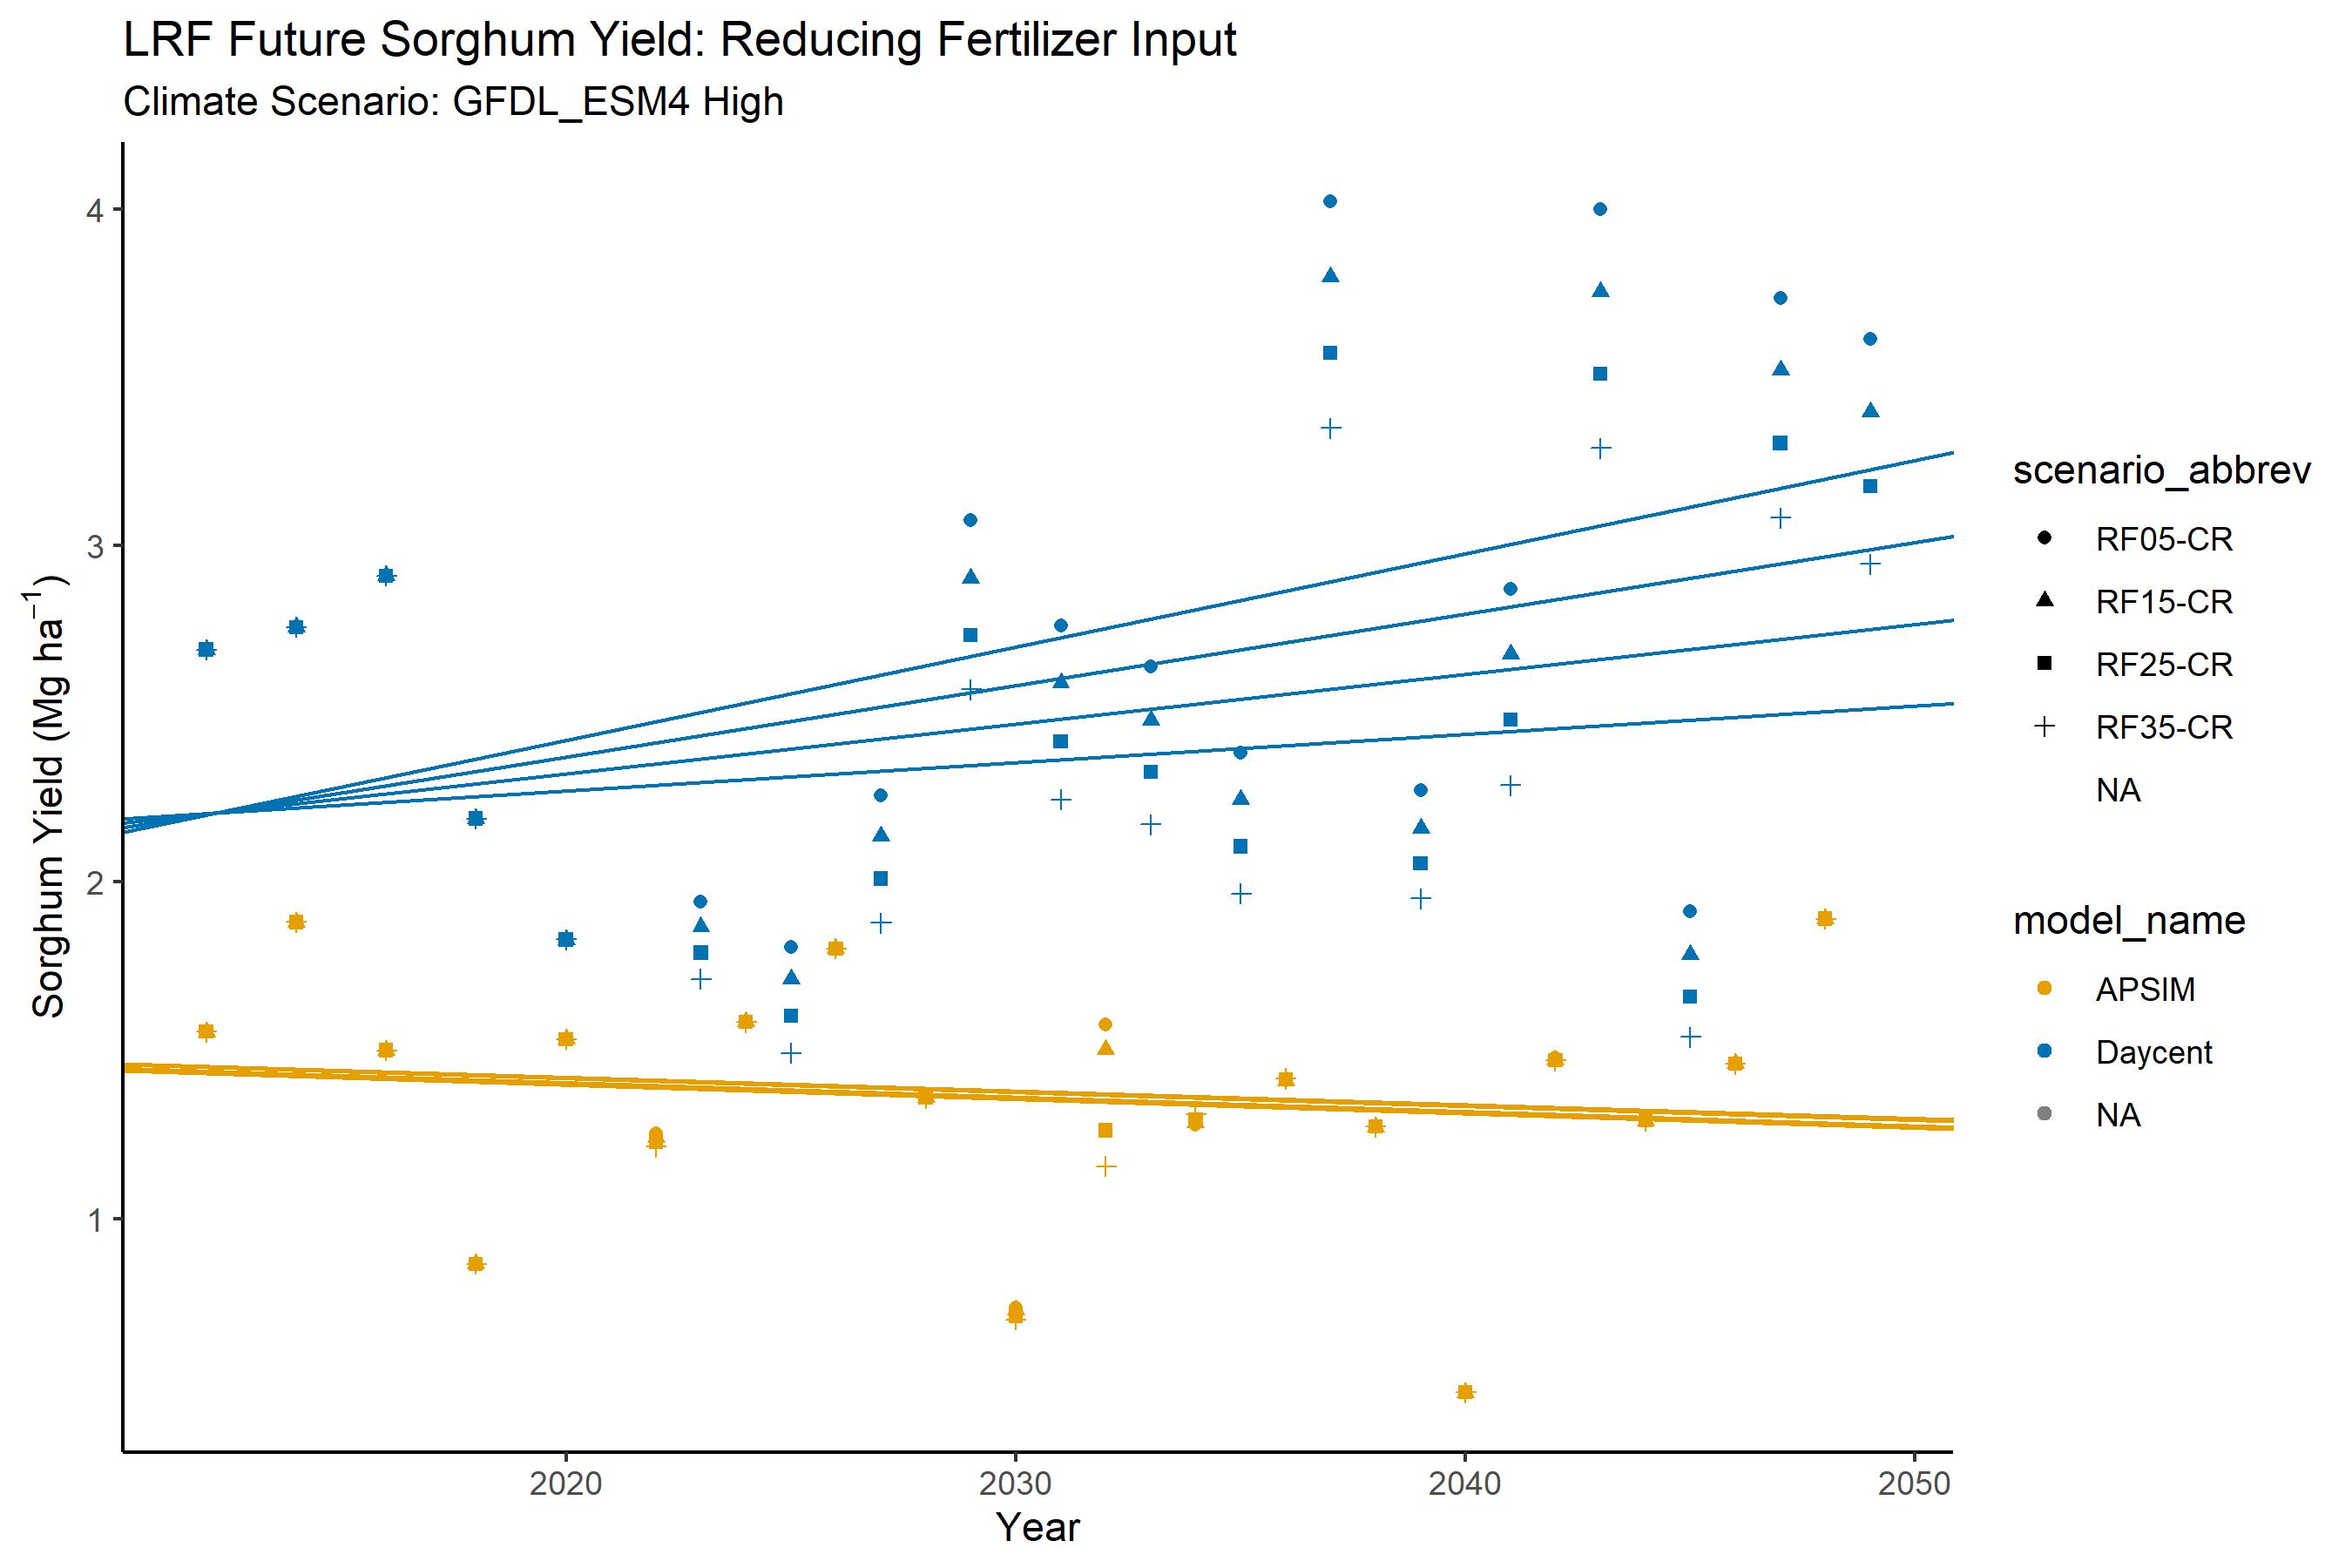 LRF Future Sorghum Yield: Reducing Fertilizer Input
Climate Scenario: GFDL_ESM4 High
Sorghum Yield (Mg ha⁻¹)
4
3
2
1
2020
2030
2040
2050
Year
scenario_abbrev
RF05-CR
RF15-CR
RF25-CR
RF35-CR
NA
model_name
APSIM
Daycent
NA